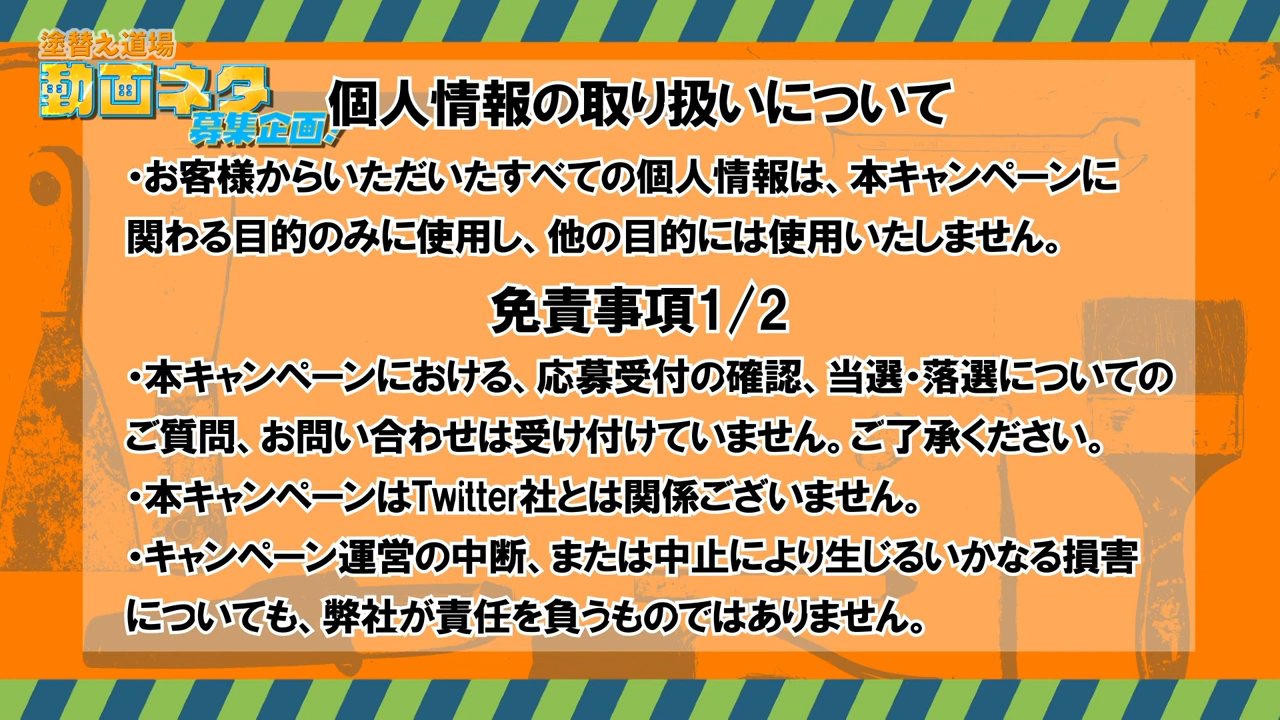 塗替え道場
動画ネタ
募集企画!
個人情報の取り扱いについて
・お客様からいただいたすべての個人情報は、本キャンペーンに
関わる目的のみに使用し、他の目的には使用いたしません。
免責事項1/2
・本キャンペーンにおける、応募受付の確認、当選・落選についての
ご質問、お問い合わせは受け付けていません。ご了承ください。
・本キャンペーンはTwitter社とは関係ございません。
・キャンペーン運営の中断、または中止により生じるいかなる損害
についても、弊社が責任を負うものではありません。